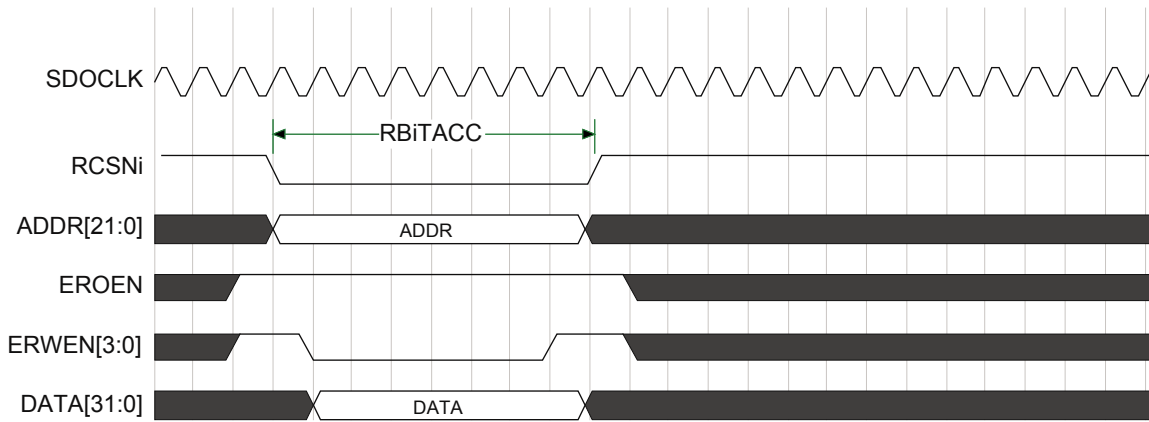 SDOCLK
RBiTACC
RCSNi
ADDR[21:0]
ADDR
EROEN
ERWEN[3:0]
DATA[31:0]
DATA